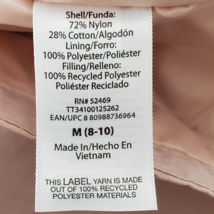 Shell/Funda:
72% Nylon
28% Cotton/Algodón
Lining/Forro:
100% Polyester/Poliéster
Filling/Relleno:
100% Recycled Polyester
Poliéster Reciclado
RN# 52469
TT34100125262
EAN/UPC 8 80988736964
M (8-10)
Made In/Hecho En
Vietnam
THIS LABEL YARN IS MADE
OUT OF 100% RECYCLED
POLYESTER MATERIALS